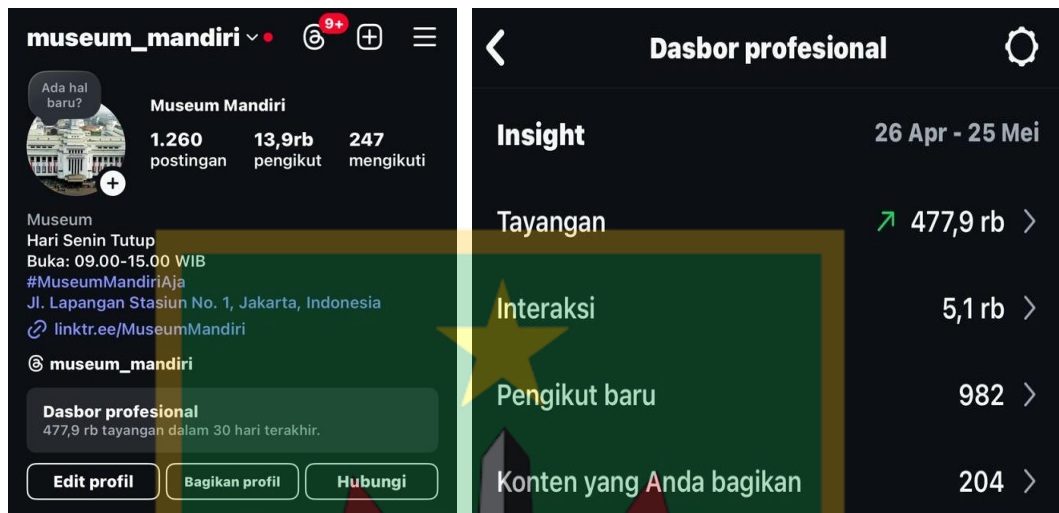 museum_mandiri
9+
Ada hal
baru?
Museum Mandiri
1.260 13,9rb 247
postingan pengikut mengikuti
Museum
Hari Senin Tutup
Buka: 09.00-15.00 WIB
#MuseumMandiriAja
Jl. Lapangan Stasiun No. 1, Jakarta, Indonesia
linktr.ee/MuseumMandiri
museum_mandiri
Dasbor profesional
477,9 rb tayangan dalam 30 hari terakhir.
Edit profil Bagikan profil Hubungi
Dasbor profesional
Insight 26 Apr - 25 Mei
Tayangan 477,9 rb
Interaksi 5,1 rb
Pengikut baru 982
Konten yang Anda bagikan 204